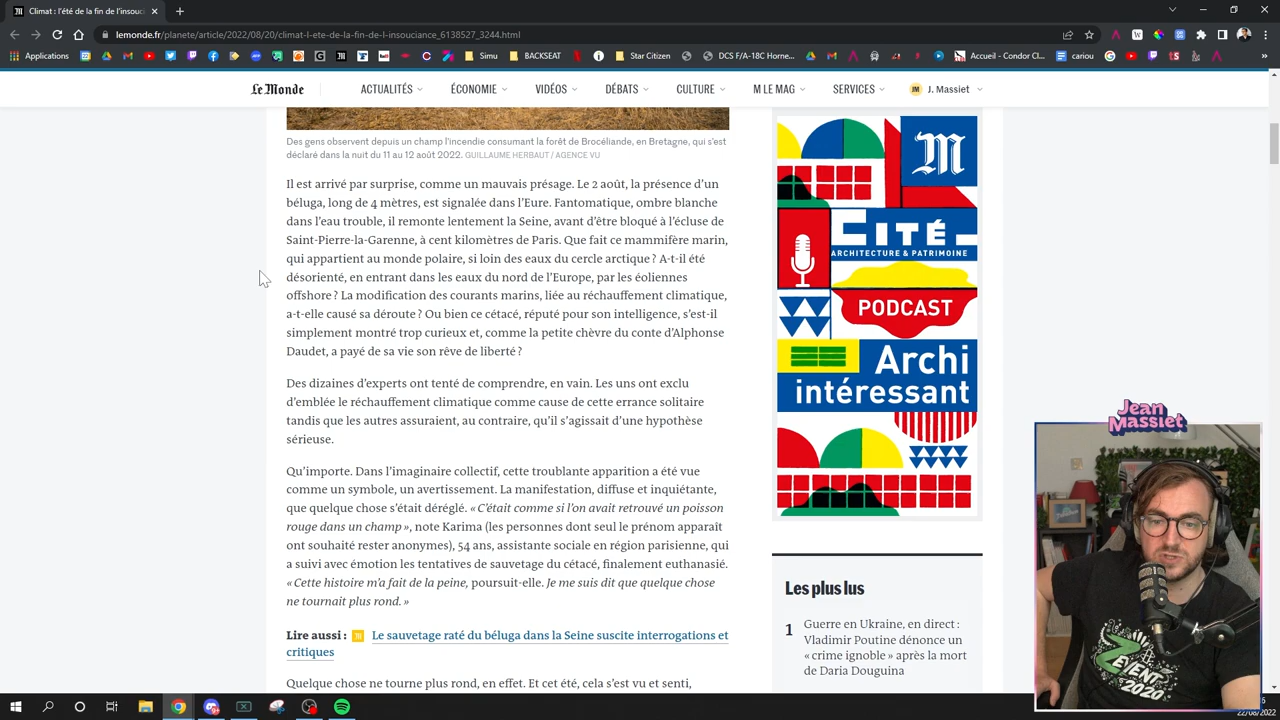 Climat : l'été de la fin de l'insouci
lemonde.fr/planete/article/2022/08/20/climat-l-ete-de-la-fin-de-l-insouciance_6138527_3244.html
Applications
Simu
BACKSEAT
Star Citizen
DCS F/A-18C Horne...
Accueil - Condor Cl...
cariou
Le Monde
ACTUALITÉS
ÉCONOMIE
VIDÉOS
DÉBATS
CULTURE
M LE MAG
SERVICES
JM
J. Massiet
Des gens observent depuis un champ l'incendie consumant la forêt de Brocéliande, en Bretagne, qui s'est
déclaré dans la nuit du 11 au 12 août 2022. GUILLAUME HERBAUT / AGENCE VU
Il est arrivé par surprise, comme un mauvais présage. Le 2 août, la présence d'un
béluga, long de 4 mètres, est signalée dans l'Eure. Fantomatique, ombre blanche
dans l'eau trouble, il remonte lentement la Seine, avant d'être bloqué à l'écluse de
Saint-Pierre-la-Garenne, à cent kilomètres de Paris. Que fait ce mammifère marin,
qui appartient au monde polaire, si loin des eaux du cercle arctique ? A-t-il été
désorienté, en entrant dans les eaux du nord de l'Europe, par les éoliennes
offshore ? La modification des courants marins, liée au réchauffement climatique,
a-t-elle causé sa déroute ? Ou bien ce cétacé, réputé pour son intelligence, s'est-il
simplement montré trop curieux et, comme la petite chèvre du conte d'Alphonse
Daudet, a payé de sa vie son rêve de liberté ?
Des dizaines d'experts ont tenté de comprendre, en vain. Les uns ont exclu
d'emblée le réchauffement climatique comme cause de cette errance solitaire
tandis que les autres assuraient, au contraire, qu'il s'agissait d'une hypothèse
sérieuse.
Qu'importe. Dans l'imaginaire collectif, cette troublante apparition a été vue
comme un symbole, un avertissement. La manifestation, diffuse et inquiétante,
que quelque chose s'était déréglé. « C'était comme si l'on avait retrouvé un poisson
rouge dans un champ », note Karima (les personnes dont seul le prénom apparaît
ont souhaité rester anonymes), 54 ans, assistante sociale en région parisienne, qui
a suivi avec émotion les tentatives de sauvetage du cétacé, finalement euthanasié.
« Cette histoire m'a fait de la peine, poursuit-elle. Je me suis dit que quelque chose
ne tournait plus rond. »
Lire aussi : M Le sauvetage raté du béluga dans la Seine suscite interrogations et
critiques
Quelque chose ne tourne plus rond, en effet. Et cet été, cela s'est vu et senti,
M
CITÉ
ARCHITECTURE & PATRIMOINE
PODCAST
Archi
intéressant
Les plus lus
1 Guerre en Ukraine, en direct :
Vladimir Poutine dénonce un
« crime ignoble » après la mort
de Daria Douguina
Jean
Massiet
ZEVENT
2020
22/08/2022